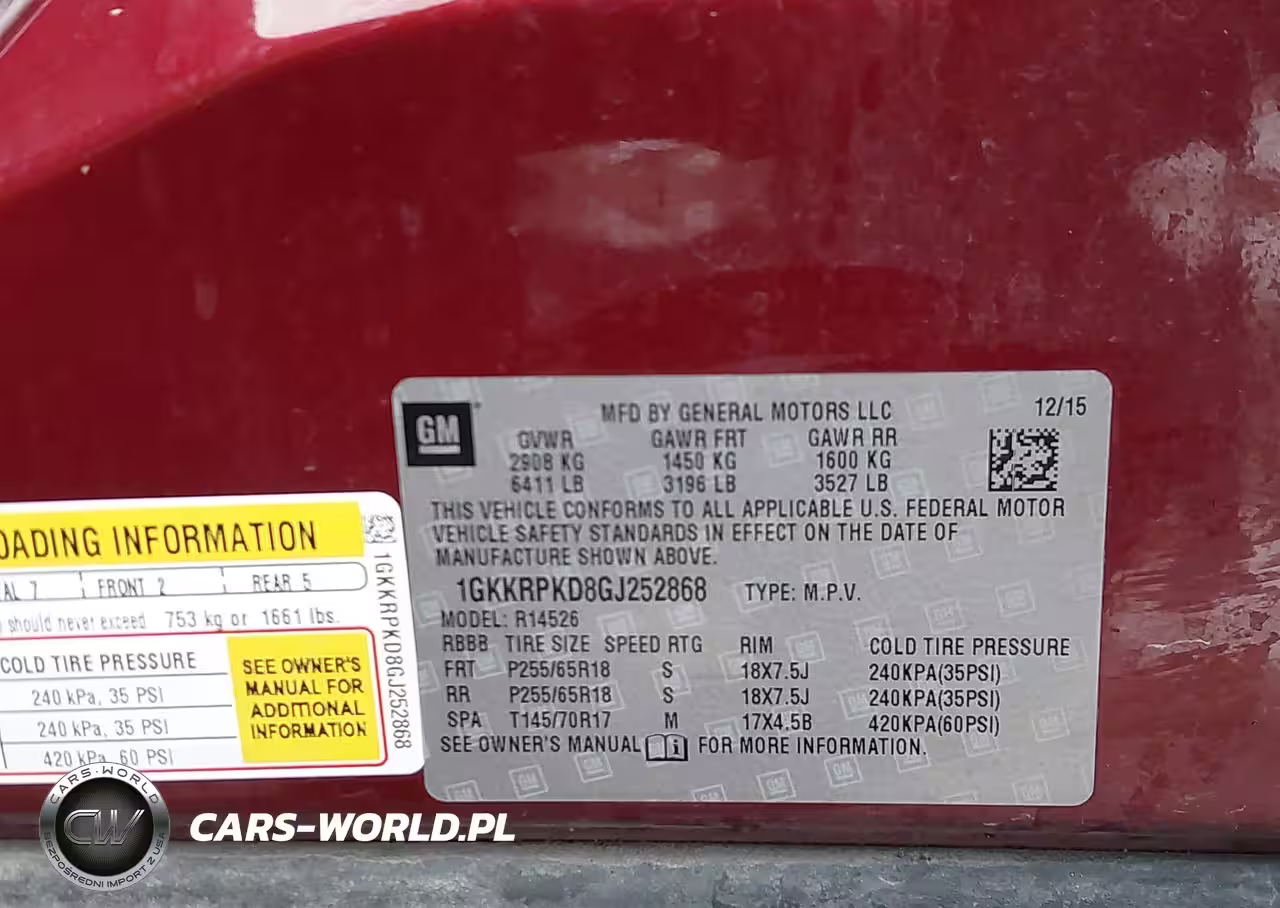 GM
MFD BY GENERAL MOTORS LLC
12/15
GVWR GAWR FRT GAWR RR
2908 KG 1450 KG 1600 KG
6411 LB 3196 LB 3527 LB
THIS VEHICLE CONFORMS TO ALL APPLICABLE U.S. FEDERAL MOTOR
VEHICLE SAFETY STANDARDS IN EFFECT ON THE DATE OF
MANUFACTURE SHOWN ABOVE.
1GKKRPKD8GJ252868 TYPE: M.P.V.
MODEL: R14526
RBBB TIRE SIZE SPEED RTG RIM COLD TIRE PRESSURE
FRT P255/65R18 S 18X7.5J 240KPA(35PSI)
RR P255/65R18 S 18X7.5J 240KPA(35PSI)
SPA T145/70R17 M 17X4.5B 420KPA(60PSI)
SEE OWNER'S MANUAL FOR MORE INFORMATION.
OADING INFORMATION
AL 7 FRONT 2 REAR 5
should never exceed 753 kg or 1661 lbs.
COLD TIRE PRESSURE
240 kPa, 35 PSI
240 kPa, 35 PSI
420 kPa, 60 PSI
SEE OWNER'S
MANUAL FOR
ADDITIONAL
INFORMATION
1GKKRPKD8GJ252868
CARS-WORLD
CW
BEZPOŚREDNI IMPORT Z USA
CARS-WORLD.PL